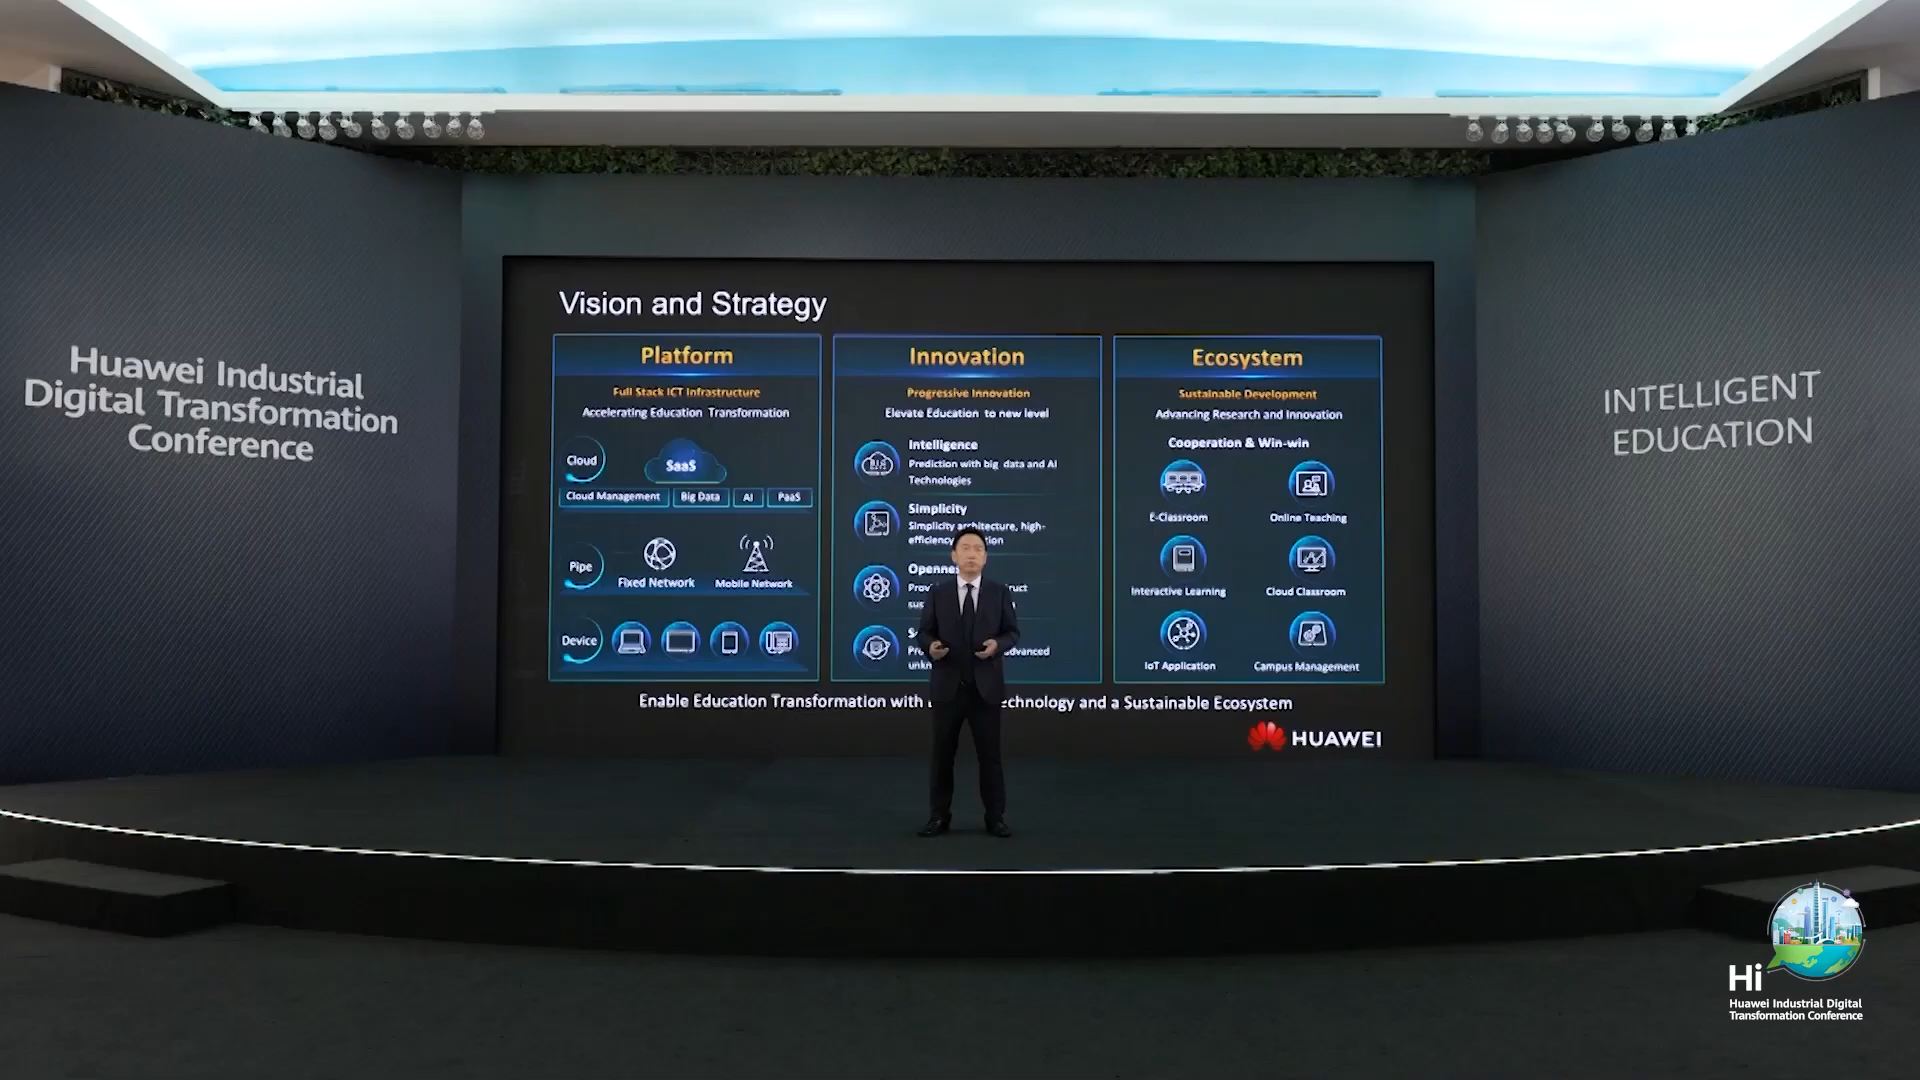 Huawei Industrial
Digital Transformation
Conference
INTELLIGENT
EDUCATION
Vision and Strategy
Platform
Full Stack ICT Infrastructure
Accelerating Education Transformation
Cloud
SaaS
Cloud Management
Big Data
AI
PaaS
Pipe
Fixed Network
Mobile Network
Device
Innovation
Progressive Innovation
Elevate Education to new level
Intelligence
Prediction with big data and AI
Technologies
Simplicity
Simplicity architecture, high-
Ecosystem
Sustainable Development
Advancing Research and Innovation
Cooperation & Win-win
E-Classroom
Online Teaching
Interactive Learning
Cloud Classroom
IoT Application
Campus Management
Enable Education Transformation with and a Sustainable Ecosystem
HUAWEI
Hi
Huawei Industrial Digital
Transformation Conference